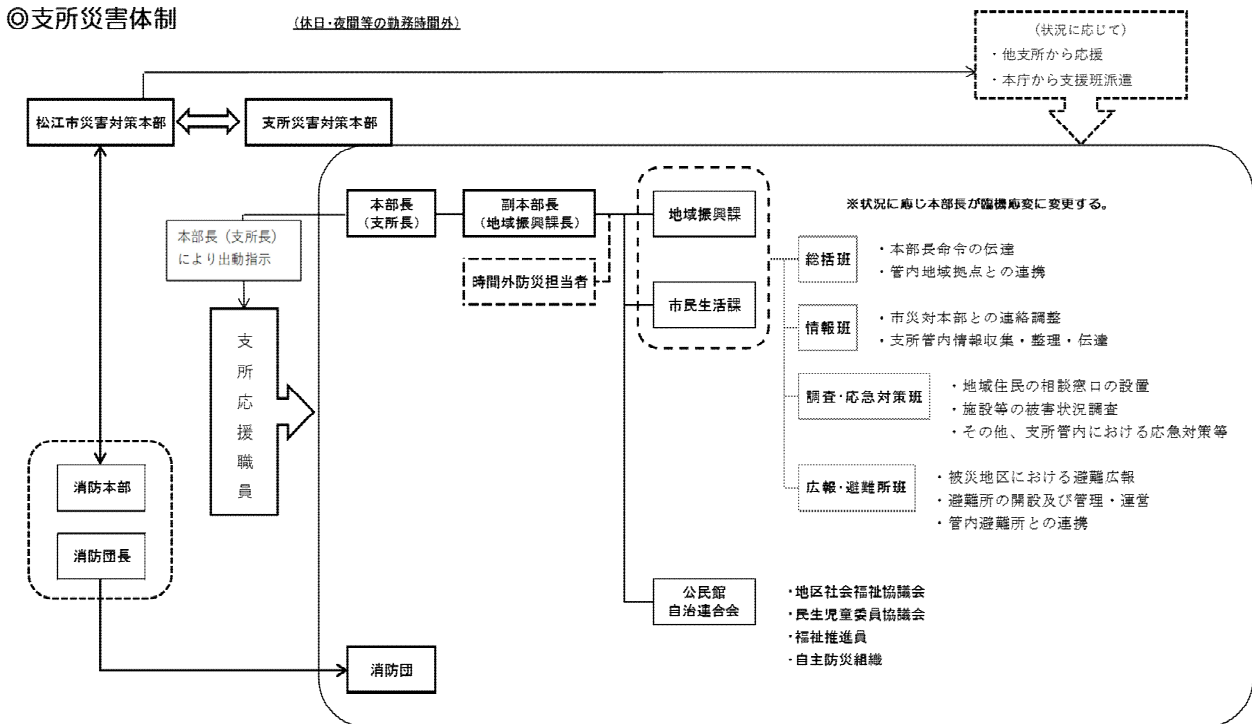 ◎支所災害体制
(休日・夜間等の勤務時間外)
(状況に応じて)
・他支所から応援
・本庁から支援班派遣
松江市災害対策本部
支所災害対策本部
本部長
(支所長)
副本部長
(地域振興課長)
地域振興課
※状況に応じ本部長が臨機応変に変更する。
本部長(支所長)
により出動指示
時間外防災担当者
市民生活課
総括班
・本部長命令の伝達
・管内地域拠点との連携
情報班
・市災対本部との連絡調整
・支所管内情報収集・整理・伝達
支所応援職員
調査・応急対策班
・地域住民の相談窓口の設置
・施設等の被害状況調査
・その他、支所管内における応急対策等
広報・避難所班
・被災地区における避難広報
・避難所の開設及び管理・運営
・管内避難所との連携
消防本部
消防団長
公民館
自治連合会
・地区社会福祉協議会
・民生児童委員協議会
・福祉推進員
・自主防災組織
消防団